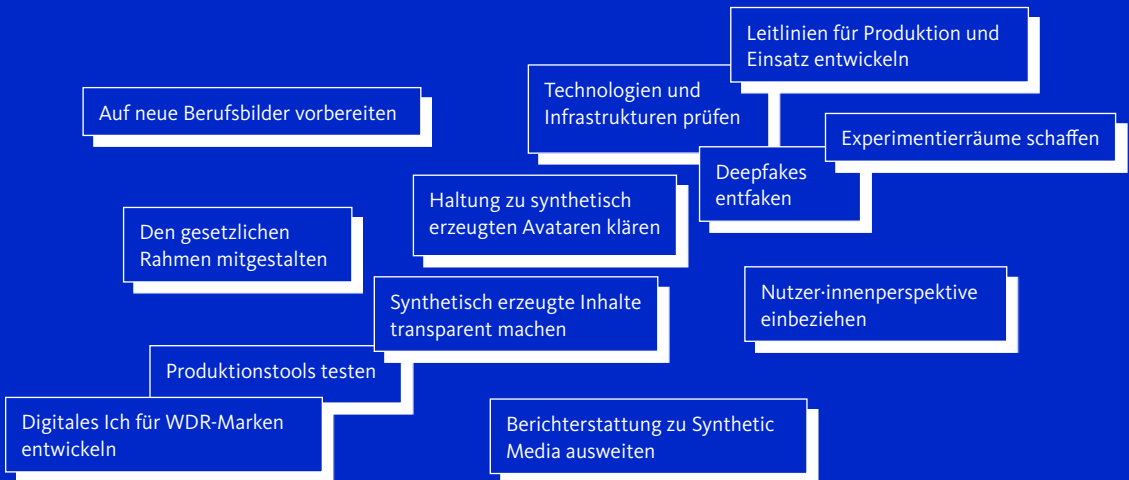 Leitlinien für Produktion und
Einsatz entwickeln
Technologien und
Infrastrukturen prüfen
Auf neue Berufsbilder vorbereiten
Experimentierräume schaffen
Deepfakes
entfaken
Haltung zu synthetisch
erzeugten Avataren klären
Den gesetzlichen
Rahmen mitgestalten
Nutzer·innenperspektive
einbeziehen
Synthetisch erzeugte Inhalte
transparent machen
Produktionstools testen
Digitales Ich für WDR-Marken
entwickeln
Berichterstattung zu Synthetic
Media ausweiten